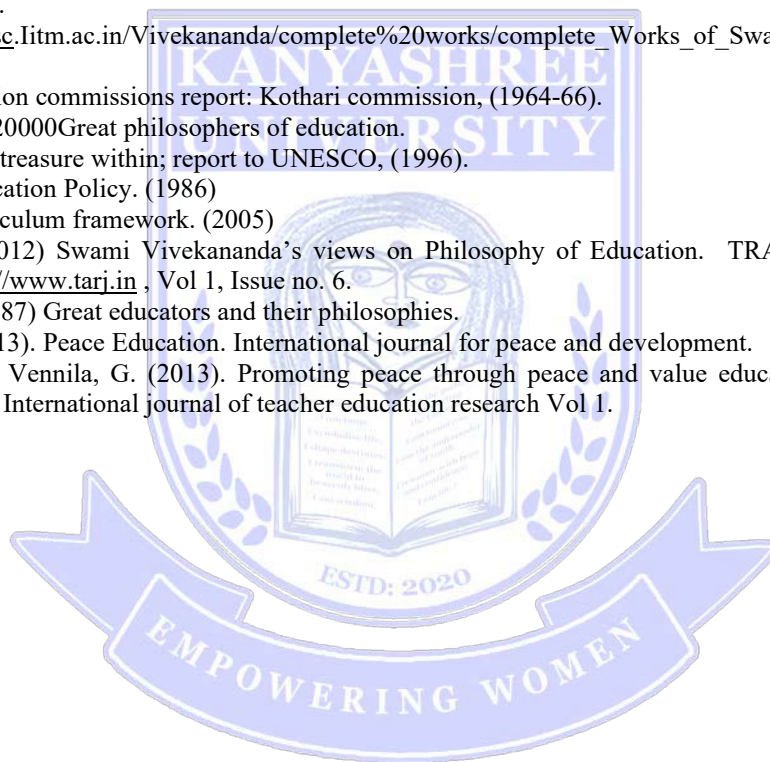 .
sc.Iitm.ac.in/Vivekananda/complete%20works/complete_Works_of_Swa
ion commissions report: Kothari commission, (1964-66).
20000Great philosophers of education.
treasure within; report to UNESCO, (1996).
cation Policy. (1986)
iculum framework. (2005)
012) Swami Vivekananda’s views on Philosophy of Education. TRA
//www.tarj.in , Vol 1, Issue no. 6.
87) Great educators and their philosophies.
13). Peace Education. International journal for peace and development.
Vennila, G. (2013). Promoting peace through peace and value educa
International journal of teacher education research Vol 1.
KANYASHREE
UNIVERSITY
ESTD: 2020
EMPOWERING WOMEN